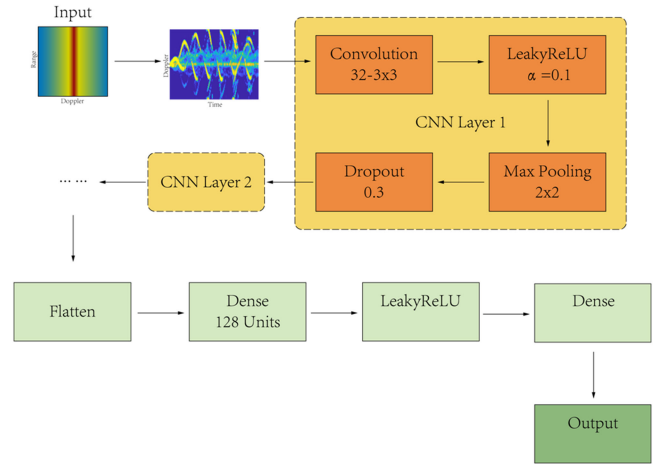 Input
Range
Doppler
Doppler
Time
Convolution
32-3x3
LeakyReLU
α =0.1
CNN Layer 1
Max Pooling
2x2
Dropout
0.3
CNN Layer 2
... ...
Flatten
Dense
128 Units
LeakyReLU
Dense
Output